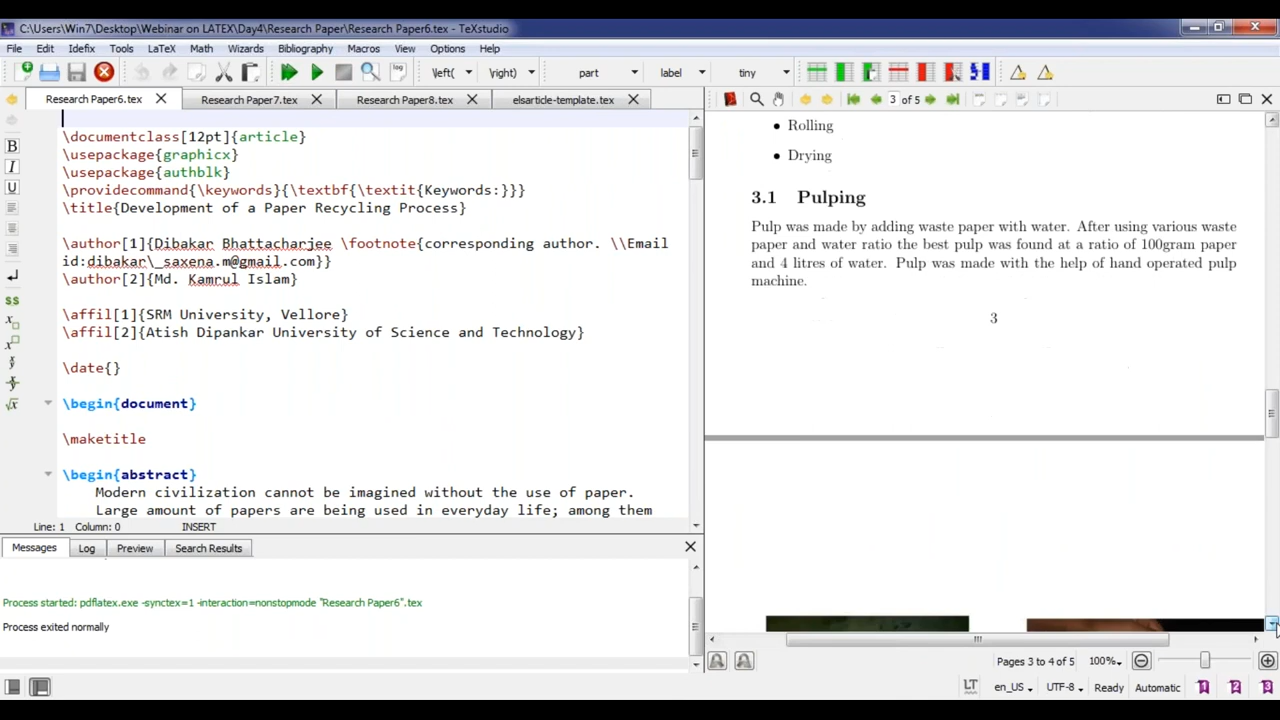 C:\Users\Win7\Desktop\Webinar on LATEX\Day4\Research Paper\Research Paper6.tex - TeXstudio
File Edit Idefix Tools LaTeX Math Wizards Bibliography Macros View Options Help
log \left( \right) part label tiny
Research Paper6.tex Research Paper7.tex Research Paper8.tex elsarticle-template.tex
3 of 5
\documentclass[12pt]{article}
\usepackage{graphicx}
\usepackage{authblk}
\providecommand{\keywords}{\textbf{\textit{Keywords:}}}
\title{Development of a Paper Recycling Process}
\author[1]{Dibakar Bhattacharjee \footnote{corresponding author. \\Email
id:dibakar\_saxena.m@gmail.com}}
\author[2]{Md. Kamrul Islam}
\affil[1]{SRM University, Vellore}
\affil[2]{Atish Dipankar University of Science and Technology}
\date{}
\begin{document}
\maketitle
\begin{abstract}
Modern civilization cannot be imagined without the use of paper.
Large amount of papers are being used in everyday life; among them
Line: 1 Column: 0 INSERT
Messages Log Preview Search Results
Process started: pdflatex.exe -synctex=1 -interaction=nonstopmode "Research Paper6".tex
Process exited normally
• Rolling
• Drying
3.1 Pulping
Pulp was made by adding waste paper with water. After using various waste
paper and water ratio the best pulp was found at a ratio of 100gram paper
and 4 litres of water. Pulp was made with the help of hand operated pulp
machine.
3
Pages 3 to 4 of 5 100%
LT en_US UTF-8 Ready Automatic 1 2 3